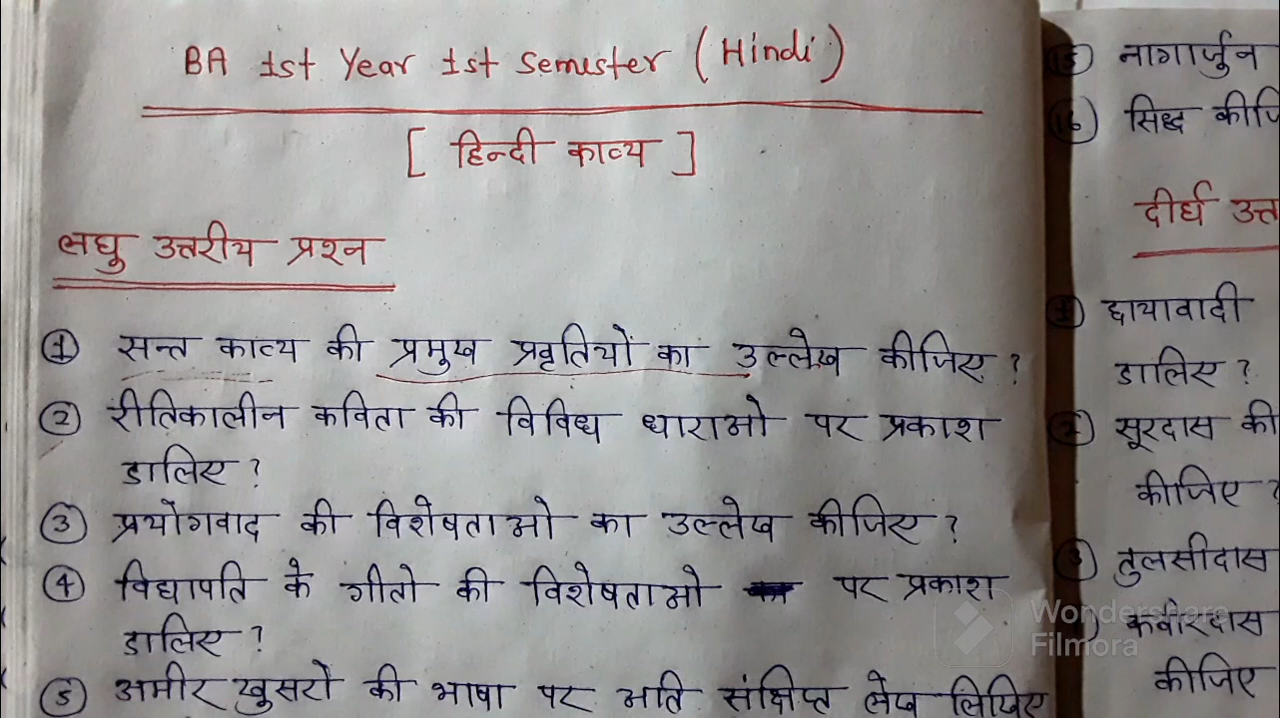 BA 1st Year 1st Semester (Hindi)
[ हिन्दी काव्य ]
लघु उत्तरीय प्रश्न
① सन्त काव्य की प्रमुख प्रवृतियों का उल्लेख कीजिए ?
② रीतिकालीन कविता की विविध धाराओ पर प्रकाश
डालिए ?
③ प्रयोगवाद की विशेषताओ का उल्लेख कीजिए ?
④ विद्यापति के गीतो की विशेषताओ पर प्रकाश
डालिए ?
⑤ अमीर खुसरो की भाषा पर अति संक्षिप्त लेख लिखिए
नागार्जुन
⑯ सिद्ध
दीर्घ
① छायावादी
डालिए ?
② सूरदास की
कीजिए ?
③ तुलसीदास
कबीरदास
कीजिए
Wondershare
Filmora